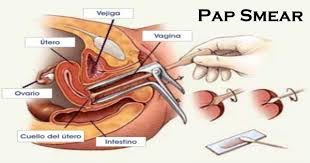 Pap Smear
Vejiga
Útero
Vagina
Ovario
Cuello del útero
Intestino